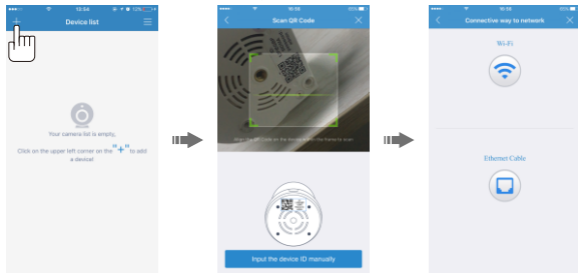 10:54
Device list
Your camera list is empty,
Click on the upper left corner on the "+" to add
a device!
Scan QR Code
Input the device ID manually
Connective way to network
Wi-Fi
Ethernet Cable